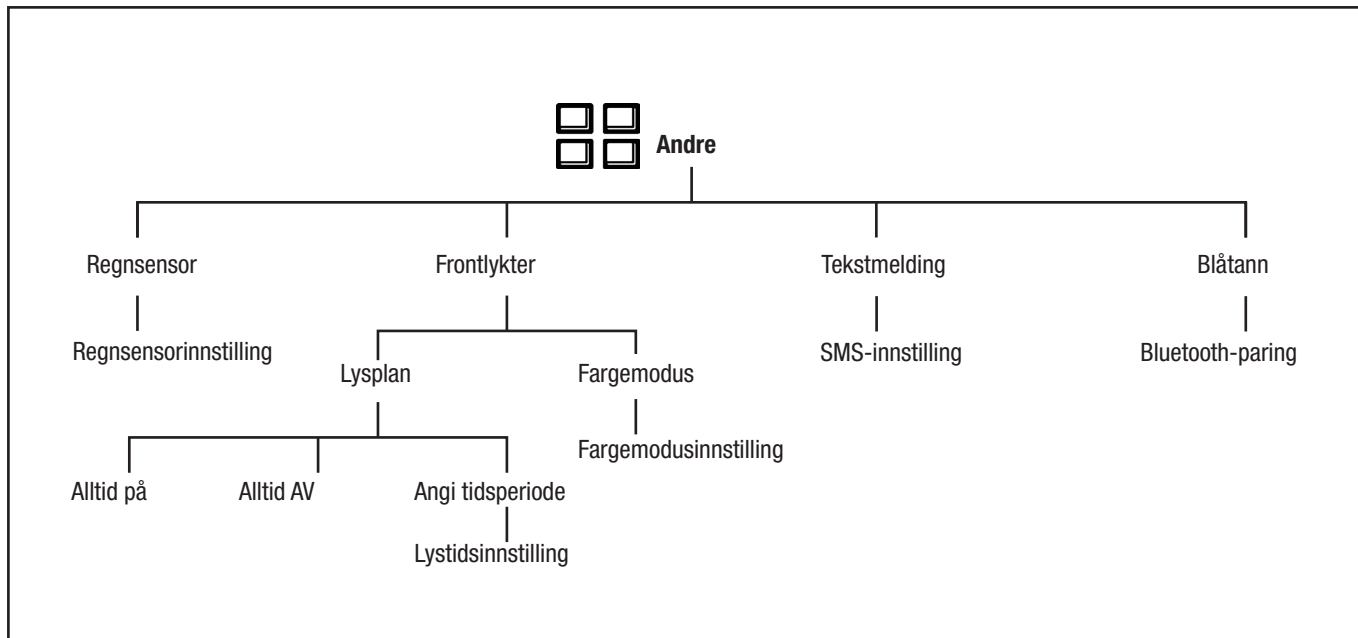 Andre
Regnsensor
Frontlykter
Tekstmelding
Blåtann
Regnsensorinnstilling
Lysplan
Fargemodus
SMS-innstilling
Bluetooth-paring
Fargemodusinnstilling
Alltid på
Alltid AV
Angi tidsperiode
Lystidsinnstilling